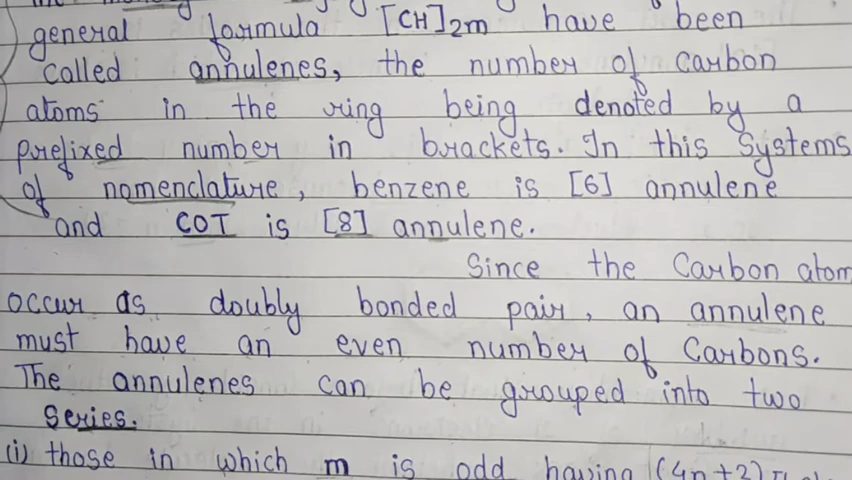 general formula [CH]2m have been
called annulenes, the number of carbon
atoms in the ring being denoted by a
prefixed number in brackets. In this Systems
of nomenclature, benzene is [6] annulene
and COT is [8] annulene.
Since the Carbon atom
occur as doubly bonded pair, an annulene
must have an even number of Carbons.
The annulenes can be grouped into two
Series.
(i) those in which m is odd having (4n+2)π